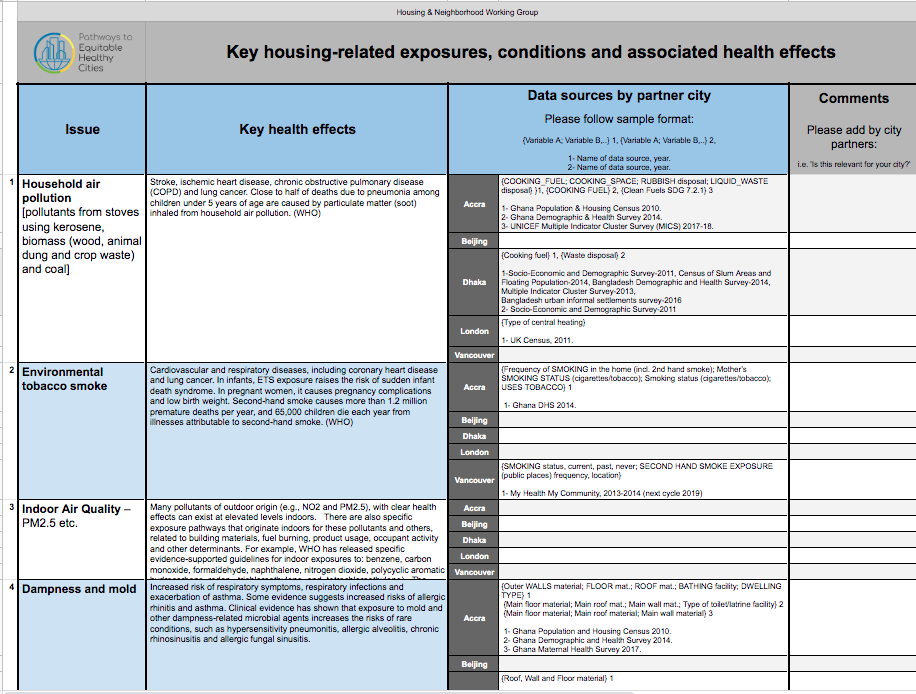 Housing & Neighborhood Working Group
Pathways to
Equitable
Healthy
Cities
Key housing-related exposures, conditions and associated health effects
Issue
Key health effects
Data sources by partner city
Please follow sample format:
{Variable A; Variable B,..} 1, {Variable A; Variable B,..} 2,
1- Name of data source, year.
2- Name of data source, year.
Comments
Please add by city
partners:
i.e. 'Is this relevant for your city?'
1
Household air
pollution
[pollutants from stoves
using kerosene,
biomass (wood, animal
dung and crop waste)
and coal]
Stroke, ischemic heart disease, chronic obstructive pulmonary disease
(COPD) and lung cancer. Close to half of deaths due to pneumonia among
children under 5 years of age are caused by particulate matter (soot)
inhaled from household air pollution. (WHO)
Accra
{COOKING_FUEL; COOKING_SPACE; RUBBISH disposal; LIQUID_WASTE
disposal} }1, {COOKING FUEL} 2, {Clean Fuels SDG 7.2.1} 3
1- Ghana Population & Housing Census 2010.
2- Ghana Demographic & Health Survey 2014.
3- UNICEF Multiple Indicator Cluster Survey (MICS) 2017-18.
Beijing
Dhaka
{Cooking fuel} 1, {Waste disposal} 2
1-Socio-Economic and Demographic Survey-2011, Census of Slum Areas and
Floating Population-2014, Bangladesh Demographic and Health Survey-2014,
Multiple Indicator Cluster Survey-2013,
Bangladesh urban informal settlements survey-2016
2- Socio-Economic and Demographic Survey-2011
London
{Type of central heating}
1- UK Census, 2011.
Vancouver
2
Environmental
tobacco smoke
Cardiovascular and respiratory diseases, including coronary heart disease
and lung cancer. In infants, ETS exposure raises the risk of sudden infant
death syndrome. In pregnant women, it causes pregnancy complications
and low birth weight. Second-hand smoke causes more than 1.2 million
premature deaths per year, and 65,000 children die each year from
illnesses attributable to second-hand smoke. (WHO)
Accra
{Frequency of SMOKING in the home (incl. 2nd hand smoke); Mother's
SMOKING STATUS (cigarettes/tobacco); Smoking status (cigarettes/tobacco);
USES TOBACCO} 1
1- Ghana DHS 2014.
Beijing
Dhaka
London
Vancouver
{SMOKING status, current, past, never; SECOND HAND SMOKE EXPOSURE
(public places) frequency, location}
1- My Health My Community, 2013-2014 (next cycle 2019)
3
Indoor Air Quality –
PM2.5 etc.
Many pollutants of outdoor origin (e.g., NO2 and PM2.5), with clear health
effects can exist at elevated levels indoors. There are also specific
exposure pathways that originate indoors for these pollutants and others,
related to building materials, fuel burning, product usage, occupant activity
and other determinants. For example, WHO has released specific
evidence-supported guidelines for indoor exposures to: benzene, carbon
monoxide, formaldehyde, naphthalene, nitrogen dioxide, polycyclic aromatic
Accra
Beijing
Dhaka
London
Vancouver
4
Dampness and mold
Increased risk of respiratory symptoms, respiratory infections and
exacerbation of asthma. Some evidence suggests increased risks of allergic
rhinitis and asthma. Clinical evidence has shown that exposure to mold and
other dampness-related microbial agents increases the risks of rare
conditions, such as hypersensitivity pneumonitis, allergic alveolitis, chronic
rhinosinusitis and allergic fungal sinusitis.
Accra
{Outer WALLS material; FLOOR mat.; ROOF mat.; BATHING facility; DWELLING
TYPE} 1
{Main floor material; Main roof mat.; Main wall mat.; Type of toilet/latrine facility} 2
{Main floor material; Main roof material; Main wall material} 3
1- Ghana Population and Housing Census 2010.
2- Ghana Demographic and Health Survey 2014.
3- Ghana Maternal Health Survey 2017.
Beijing
{Roof, Wall and Floor material} 1